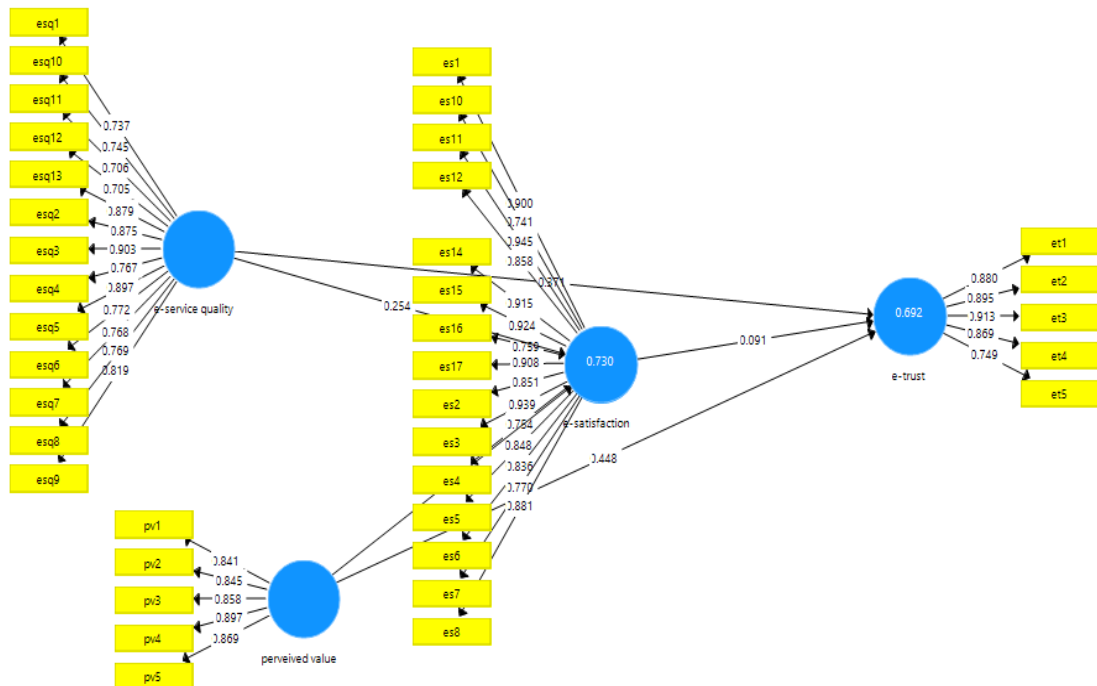 esq1
esq10
esq11
esq12
esq13
esq2
esq3
esq4
esq5
esq6
esq7
esq8
esq9
0.737
0.745
0.706
0.705
0.879
0.875
0.903
0.767
0.897
0.772
0.768
0.769
0.819
e-service quality
pv1
pv2
pv3
pv4
pv5
0.841
0.845
0.858
0.897
0.869
perveived value
es1
es10
es11
es12
es14
es15
es16
es17
es2
es3
es4
es5
es6
es7
es8
0.900
0.741
0.945
0.858
0.915
0.924
0.759
0.908
0.851
0.939
0.848
0.836
0.770
0.881
0.730
e-satisfaction
0.254
0.371
0.091
0.448
0.692
e-trust
0.880
0.895
0.913
0.869
0.749
et1
et2
et3
et4
et5